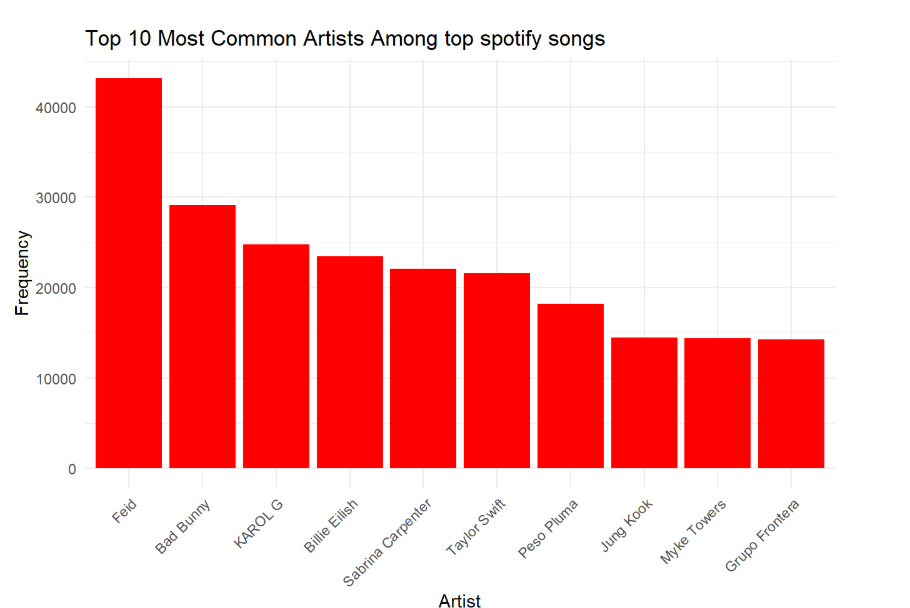 Top 10 Most Common Artists Among top spotify songs
Frequency
40000
30000
20000
10000
0
Feid
Bad Bunny
KAROL G
Billie Eilish
Sabrina Carpenter
Taylor Swift
Peso Pluma
Jung Kook
Myke Towers
Grupo Frontera
Artist